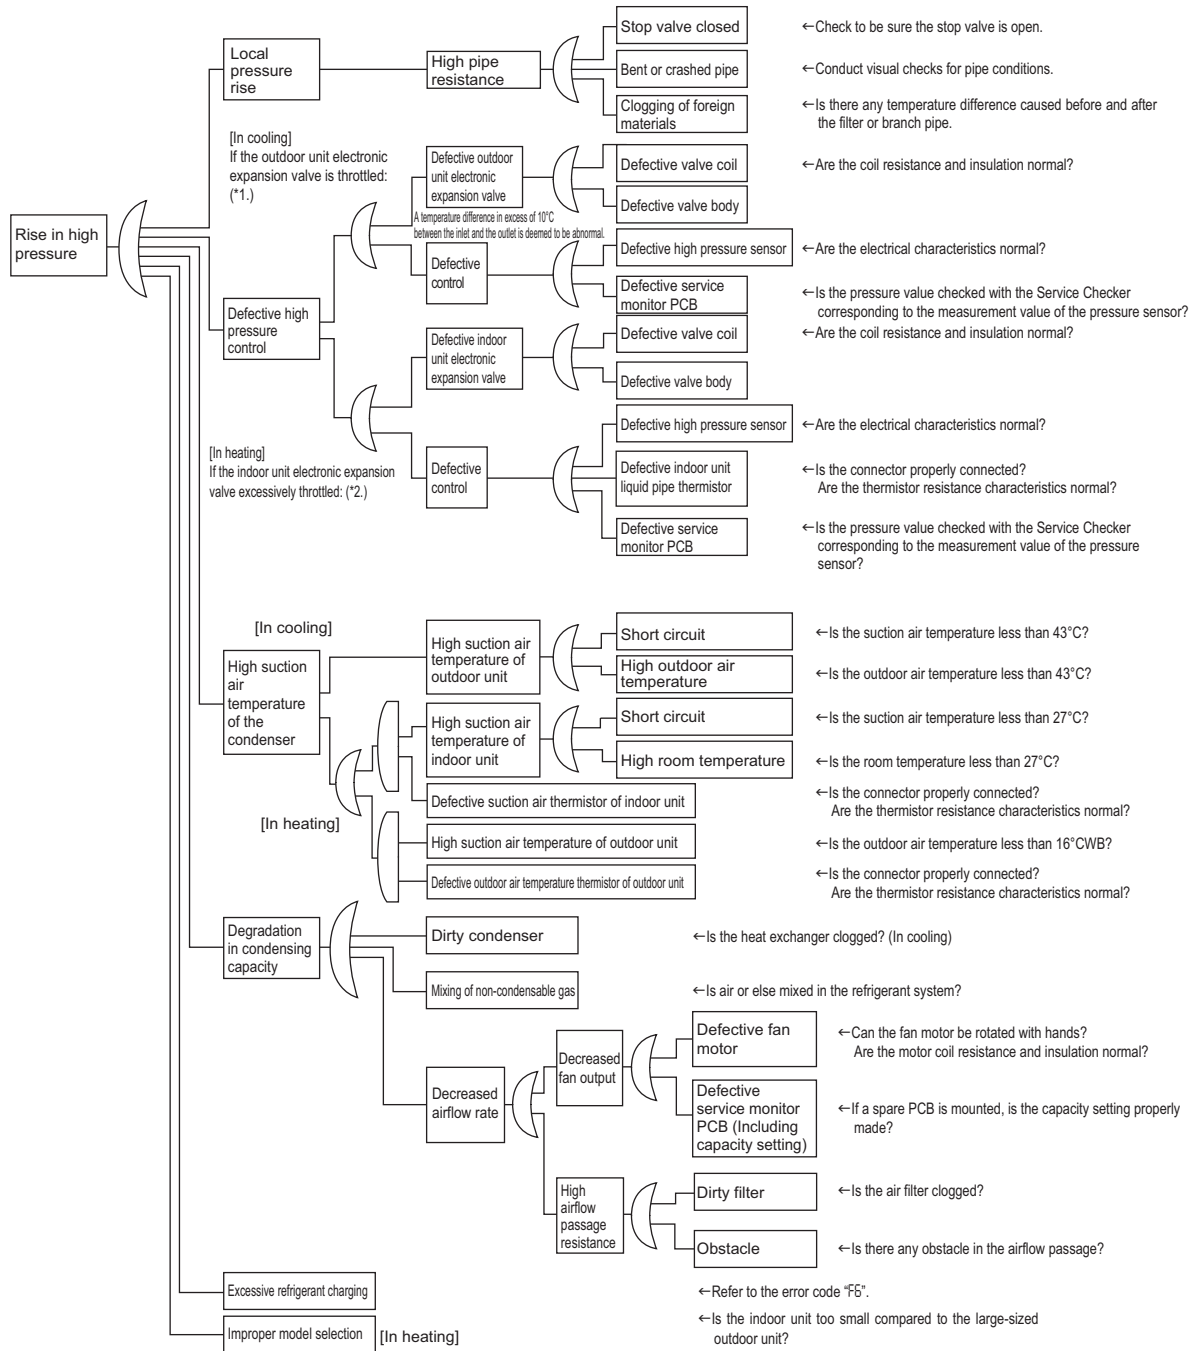 Stop valve closed
←Check to be sure the stop valve is open.
Local
pressure
rise
High pipe
resistance
Bent or crashed pipe
←Conduct visual checks for pipe conditions.
Clogging of foreign
materials
←Is there any temperature difference caused before and after
the filter or branch pipe.
[In cooling]
If the outdoor unit electronic
expansion valve is throttled:
(*1.)
Defective outdoor
unit electronic
expansion valve
Defective valve coil
←Are the coil resistance and insulation normal?
Defective valve body
Rise in high
pressure
A temperature difference in excess of 10°C
between the inlet and the outlet is deemed to be abnormal.
Defective
control
Defective high pressure sensor
←Are the electrical characteristics normal?
Defective service
monitor PCB
←Is the pressure value checked with the Service Checker
corresponding to the measurement value of the pressure sensor?
Defective high
pressure
control
Defective indoor
unit electronic
expansion valve
Defective valve coil
←Are the coil resistance and insulation normal?
Defective valve body
[In heating]
If the indoor unit electronic expansion
valve excessively throttled: (*2.)
Defective
control
Defective high pressure sensor
←Are the electrical characteristics normal?
Defective indoor unit
liquid pipe thermistor
←Is the connector properly connected?
Are the thermistor resistance characteristics normal?
Defective service
monitor PCB
←Is the pressure value checked with the Service Checker
corresponding to the measurement value of the pressure
sensor?
[In cooling]
High suction
air
temperature
of the
condenser
High suction air
temperature of
outdoor unit
Short circuit
←Is the suction air temperature less than 43°C?
High outdoor air
temperature
←Is the outdoor air temperature less than 43°C?
High suction air
temperature of
indoor unit
Short circuit
←Is the suction air temperature less than 27°C?
High room temperature
←Is the room temperature less than 27°C?
[In heating]
Defective suction air thermistor of indoor unit
←Is the connector properly connected?
Are the thermistor resistance characteristics normal?
High suction air temperature of outdoor unit
←Is the outdoor air temperature less than 16°CWB?
Defective outdoor air temperature thermistor of outdoor unit
←Is the connector properly connected?
Are the thermistor resistance characteristics normal?
Degradation
in condensing
capacity
Dirty condenser
←Is the heat exchanger clogged? (In cooling)
Mixing of non-condensable gas
←Is air or else mixed in the refrigerant system?
Decreased
airflow rate
Decreased
fan output
Defective fan
motor
←Can the fan motor be rotated with hands?
Are the motor coil resistance and insulation normal?
Defective
service monitor
PCB (Including
capacity setting)
←If a spare PCB is mounted, is the capacity setting properly
made?
High
airflow
passage
resistance
Dirty filter
←Is the air filter clogged?
Obstacle
←Is there any obstacle in the airflow passage?
Excessive refrigerant charging
←Refer to the error code “F6”.
Improper model selection
[In heating]
←Is the indoor unit too small compared to the large-sized
outdoor unit?